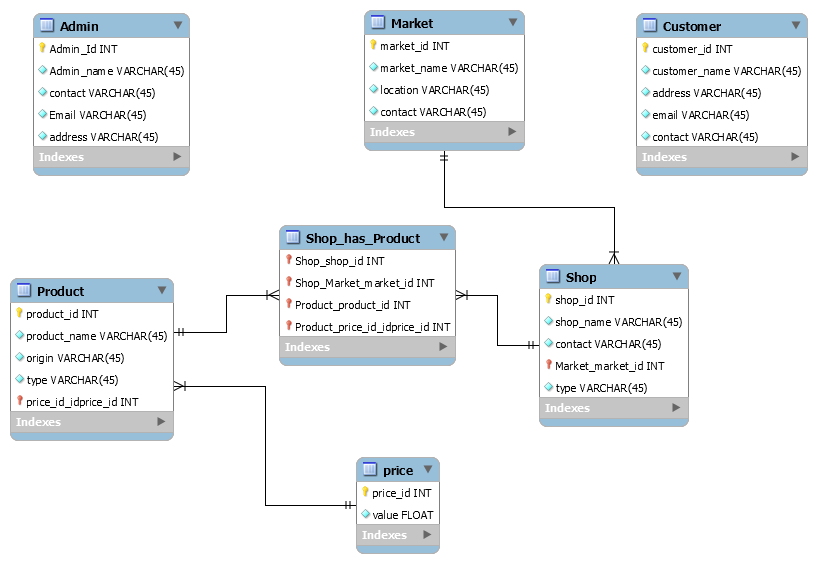 Admin
Admin_Id INT
Admin_name VARCHAR(45)
contact VARCHAR(45)
Email VARCHAR(45)
address VARCHAR(45)
Indexes
Market
market_id INT
market_name VARCHAR(45)
location VARCHAR(45)
contact VARCHAR(45)
Indexes
Customer
customer_id INT
customer_name VARCHAR(45)
address VARCHAR(45)
email VARCHAR(45)
contact VARCHAR(45)
Indexes
Product
product_id INT
product_name VARCHAR(45)
origin VARCHAR(45)
type VARCHAR(45)
price_id_idprice_id INT
Indexes
Shop_has_Product
Shop_shop_id INT
Shop_Market_market_id INT
Product_product_id INT
Product_price_id_idprice_id INT
Indexes
Shop
shop_id INT
shop_name VARCHAR(45)
contact VARCHAR(45)
Market_market_id INT
type VARCHAR(45)
Indexes
price
price_id INT
value FLOAT
Indexes